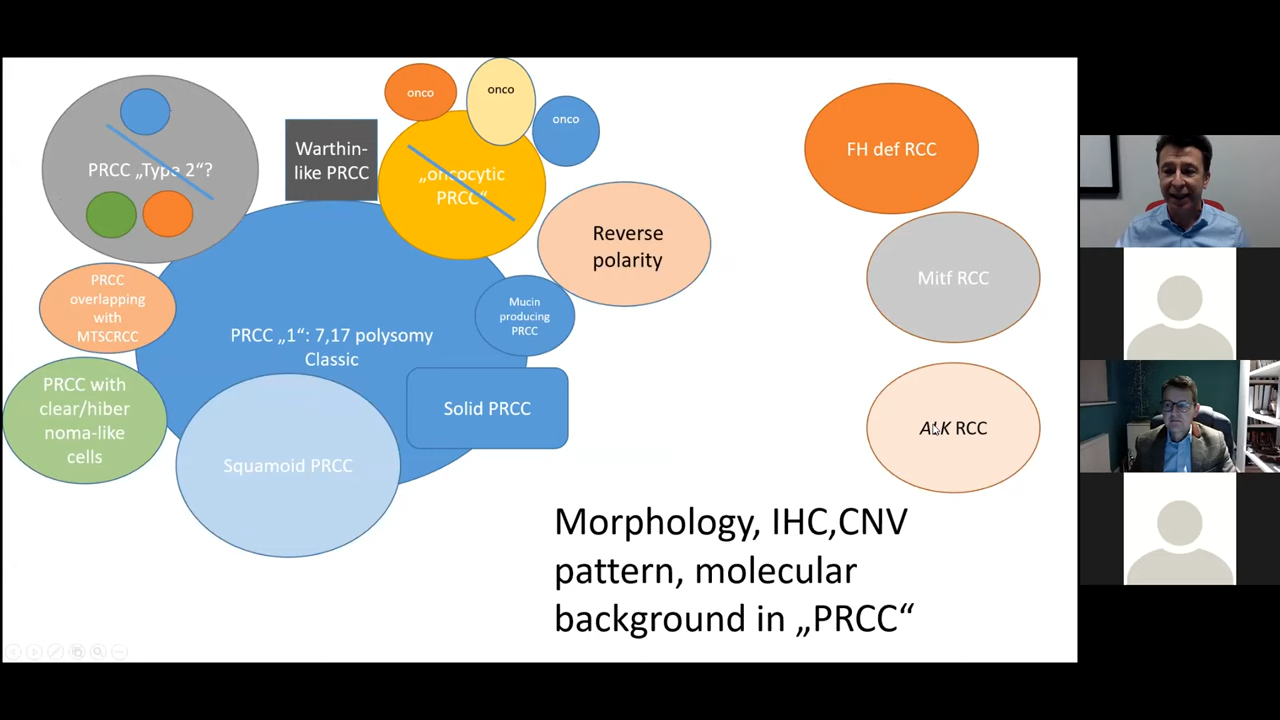 onco
onco
onco
PRCC „Type 2“?
Warthin-
like PRCC
„oncocytic
PRCC“
FH def RCC
Reverse
polarity
Mitf RCC
PRCC
overlapping
with
MTSCRCC
Mucin
producing
PRCC
PRCC „1“: 7,17 polysomy
Classic
PRCC with
clear/hiber
noma-like
cells
Solid PRCC
ALK RCC
Squamoid PRCC
Morphology, IHC,CNV
pattern, molecular
background in „PRCC“